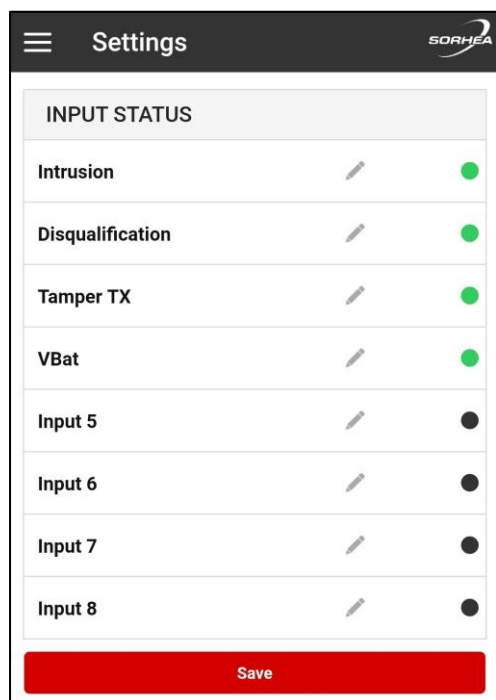 Settings
SORHEA
INPUT STATUS
Intrusion
Disqualification
Tamper TX
VBat
Input 5
Input 6
Input 7
Input 8
Save